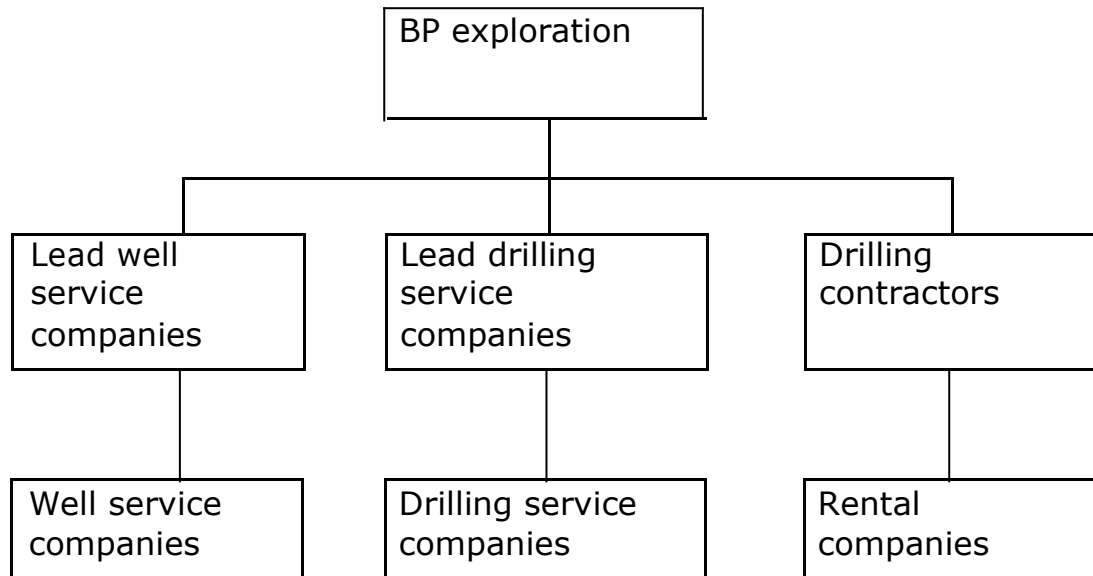 BP exploration
Lead well
service
companies
Lead drilling
service
companies
Drilling
contractors
Well service
companies
Drilling service
companies
Rental
companies